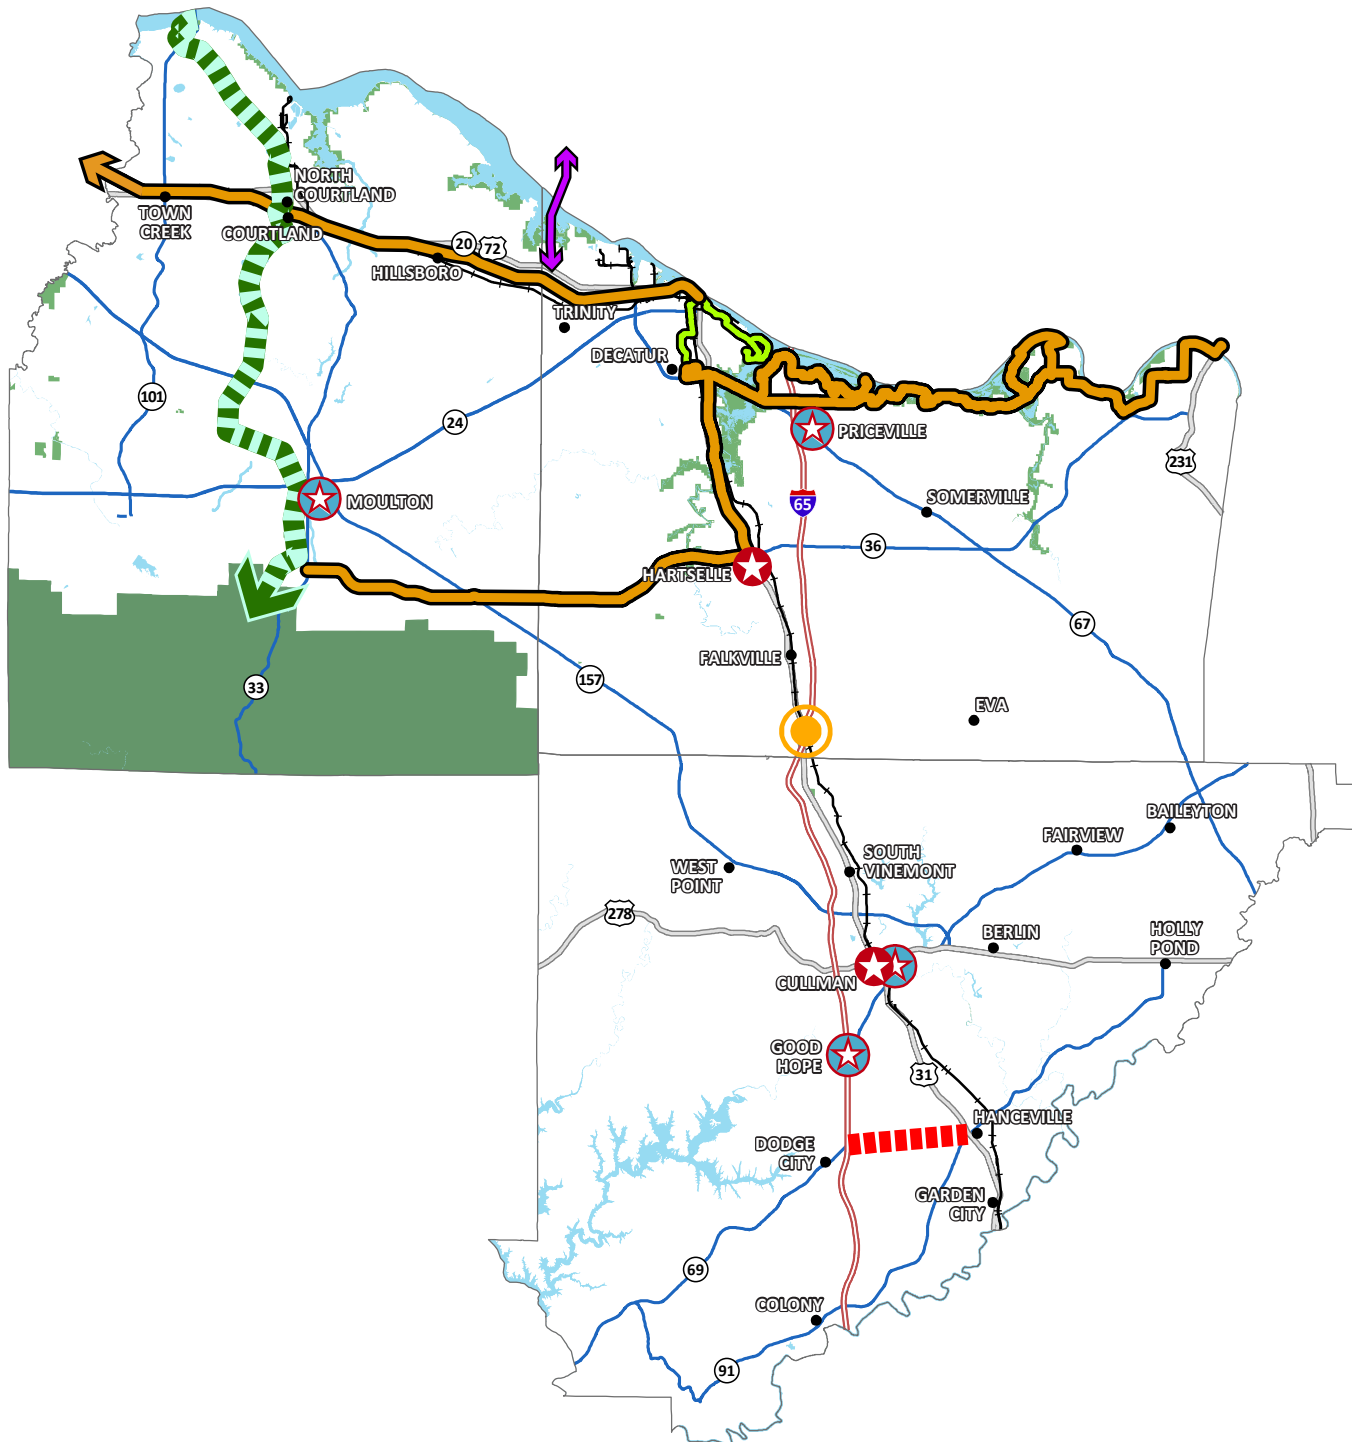 NORTH
COURTLAND
TOWN
CREEK
COURTLAND
20
72
HILLSBORO
TRINITY
DECATUR
101
24
PRICEVILLE
231
MOULTON
65
SOMERVILLE
36
HARTSELLE
67
FALKVILLE
157
33
EVA
BAILEYTON
FAIRVIEW
SOUTH
VINEMONT
WEST
POINT
278
BERLIN
HOLLY
POND
CULLMAN
GOOD
HOPE
31
HANCEVILLE
DODGE
CITY
GARDEN
CITY
69
COLONY
91